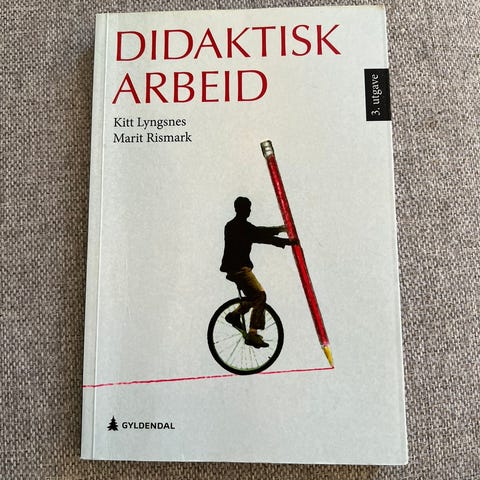 DIDAKTISK
ARBEID
Kitt Lyngsnes
Marit Rismark
3. utgave
GYLDENDAL